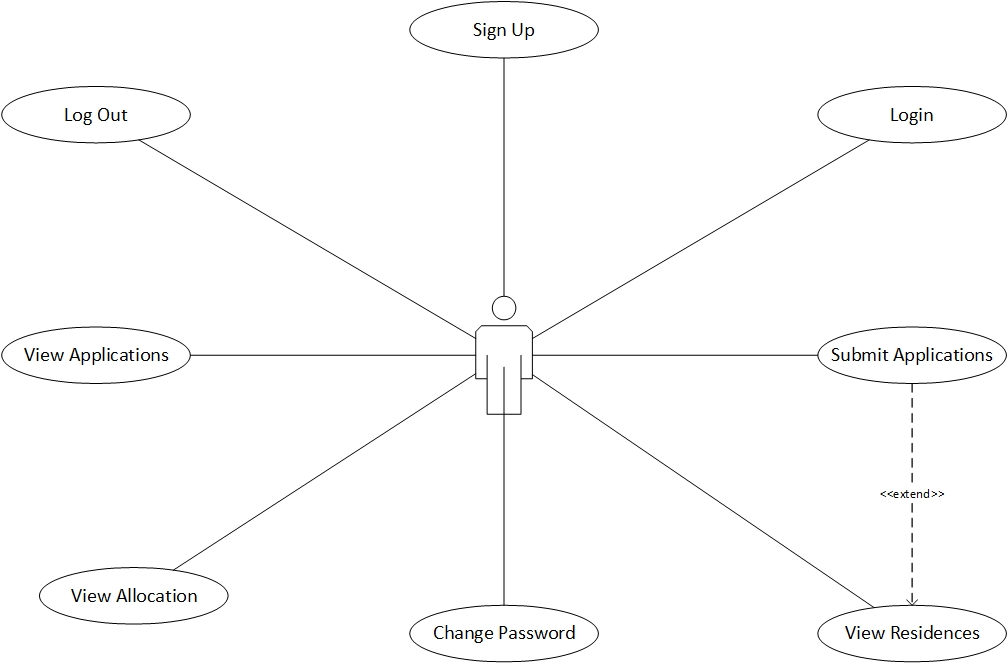 Sign Up
Log Out
Login
View Applications
Submit Applications
<<extend>>
View Allocation
Change Password
View Residences